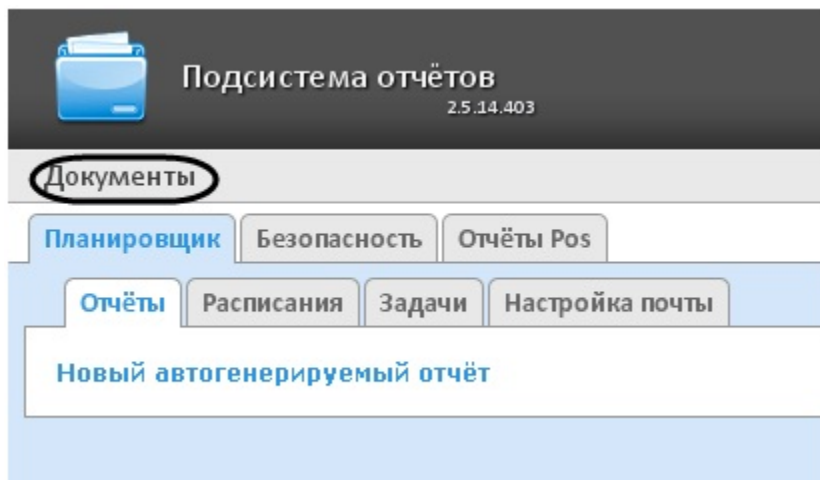 Подсистема отчётов
2.5.14.403
Документы
Планировщик Безопасность Отчёты Pos
Отчёты Расписания Задачи Настройка почты
Новый автогенерируемый отчёт